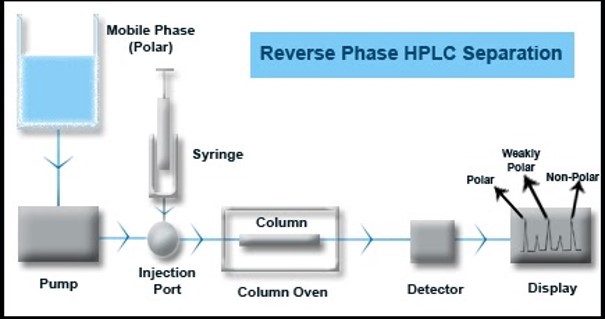 Mobile Phase
(Polar)
Reverse Phase HPLC Separation
Syringe
Weakly
Polar
Polar
Non-Polar
Column
Pump
Injection
Port
Column Oven
Detector
Display